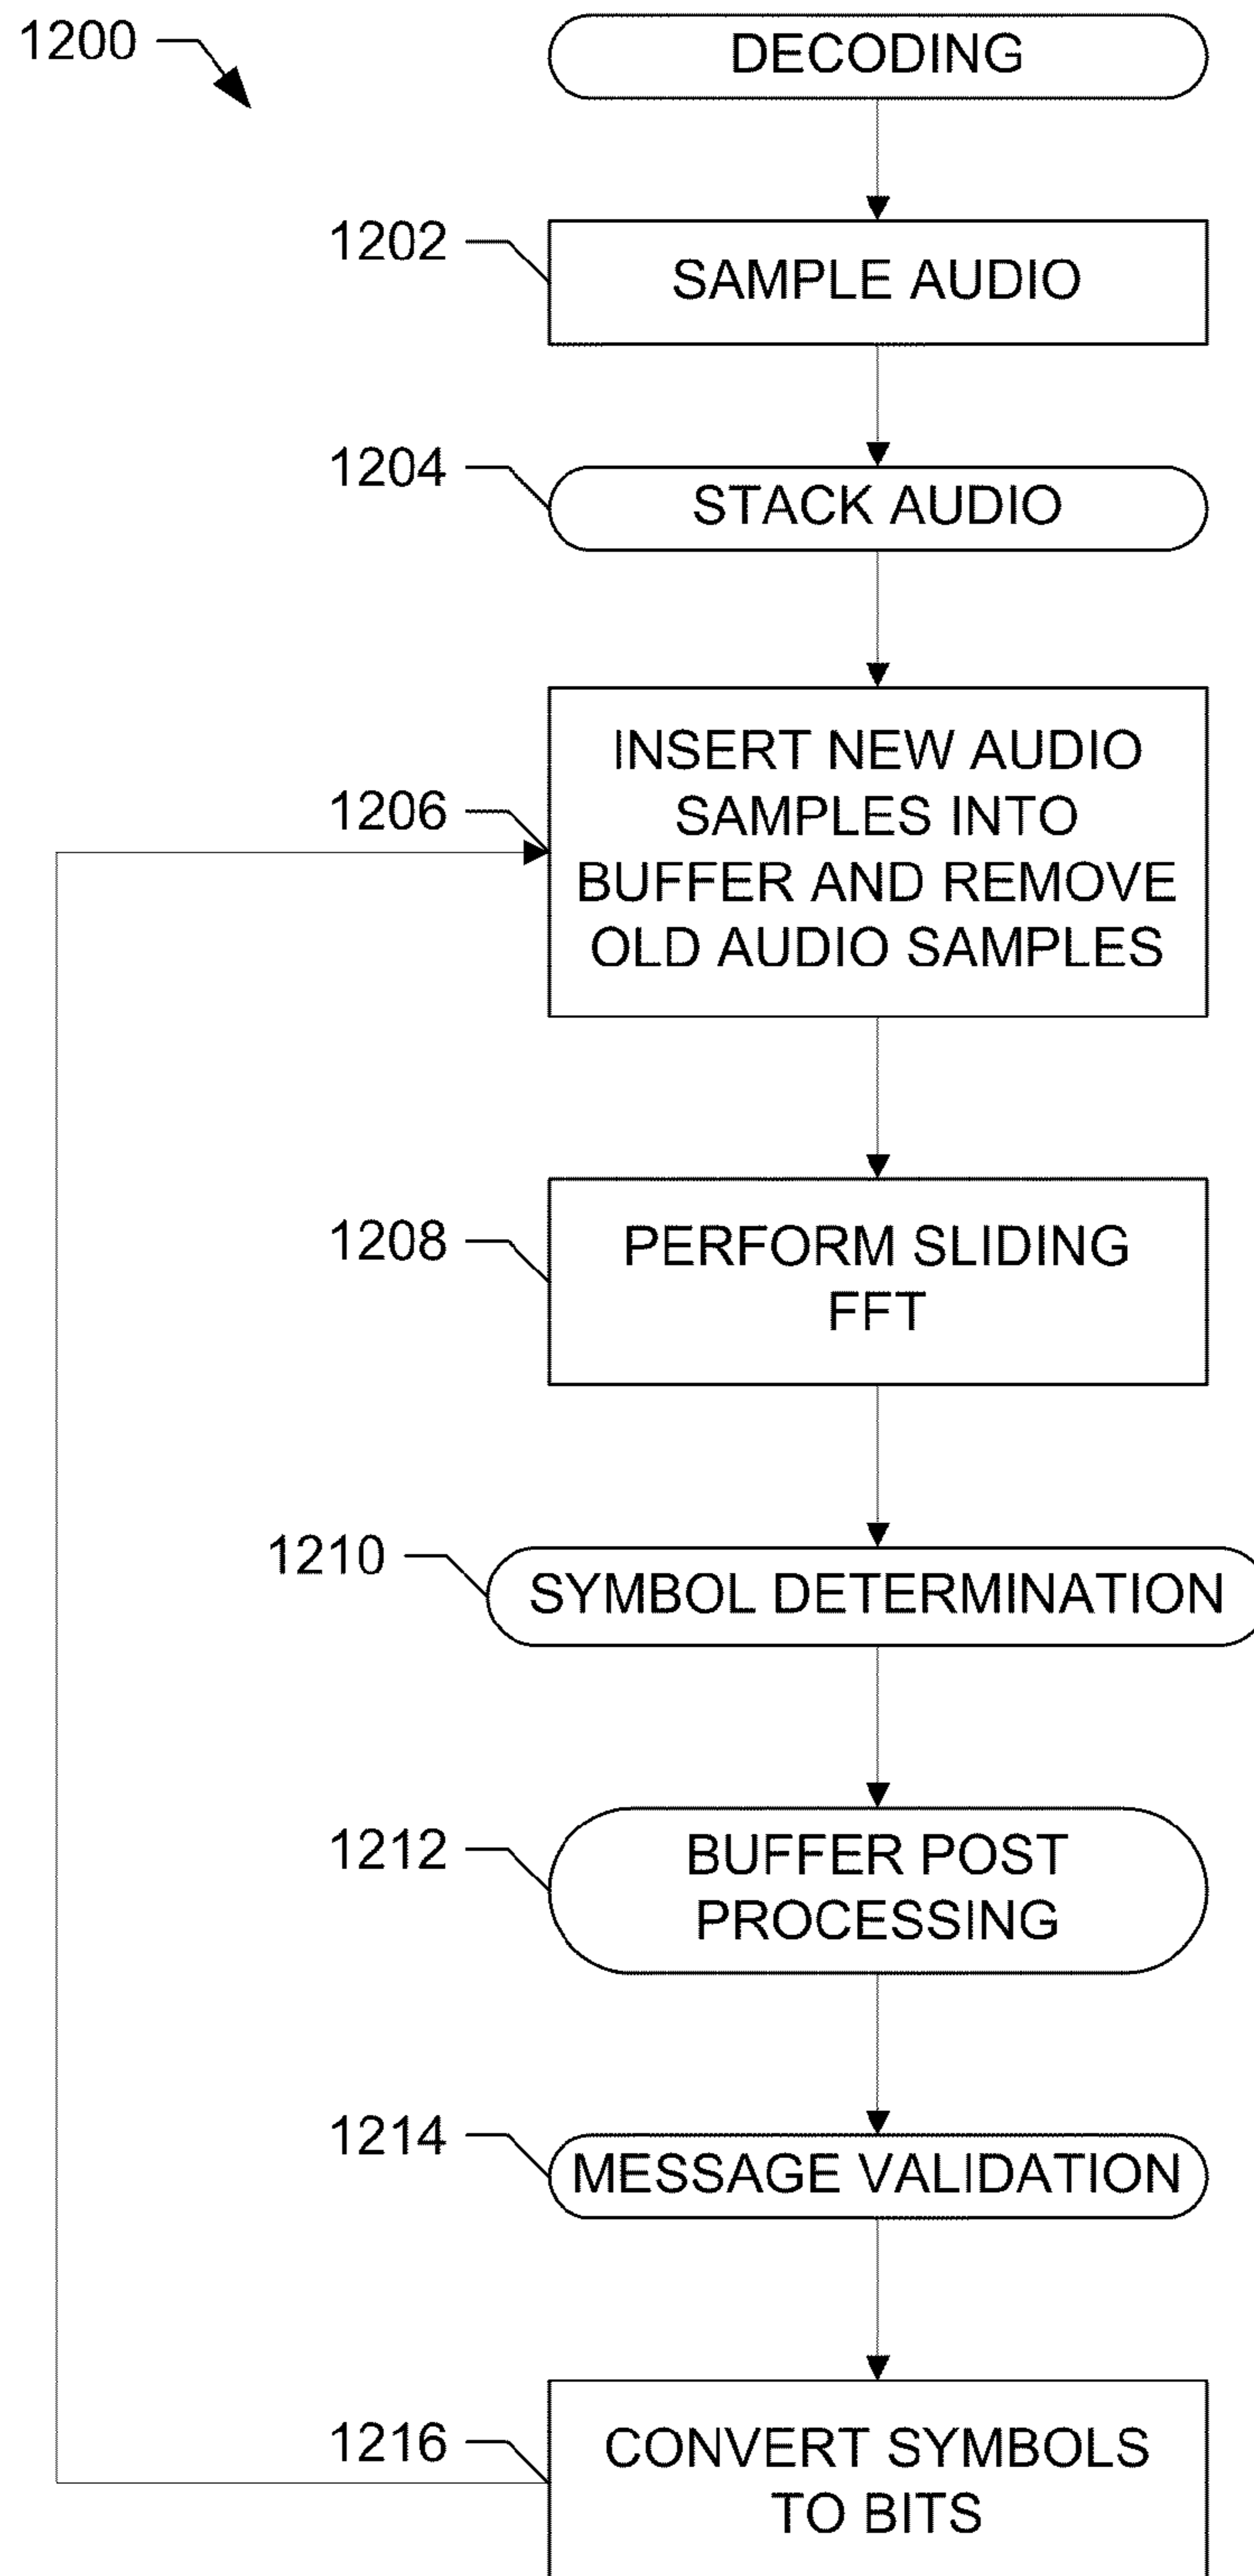 1200
DECODING
1202
SAMPLE AUDIO
1204
STACK AUDIO
1206
INSERT NEW AUDIO
SAMPLES INTO
BUFFER AND REMOVE
OLD AUDIO SAMPLES
1208
PERFORM SLIDING
FFT
1210
SYMBOL DETERMINATION
1212
BUFFER POST
PROCESSING
1214
MESSAGE VALIDATION
1216
CONVERT SYMBOLS
TO BITS